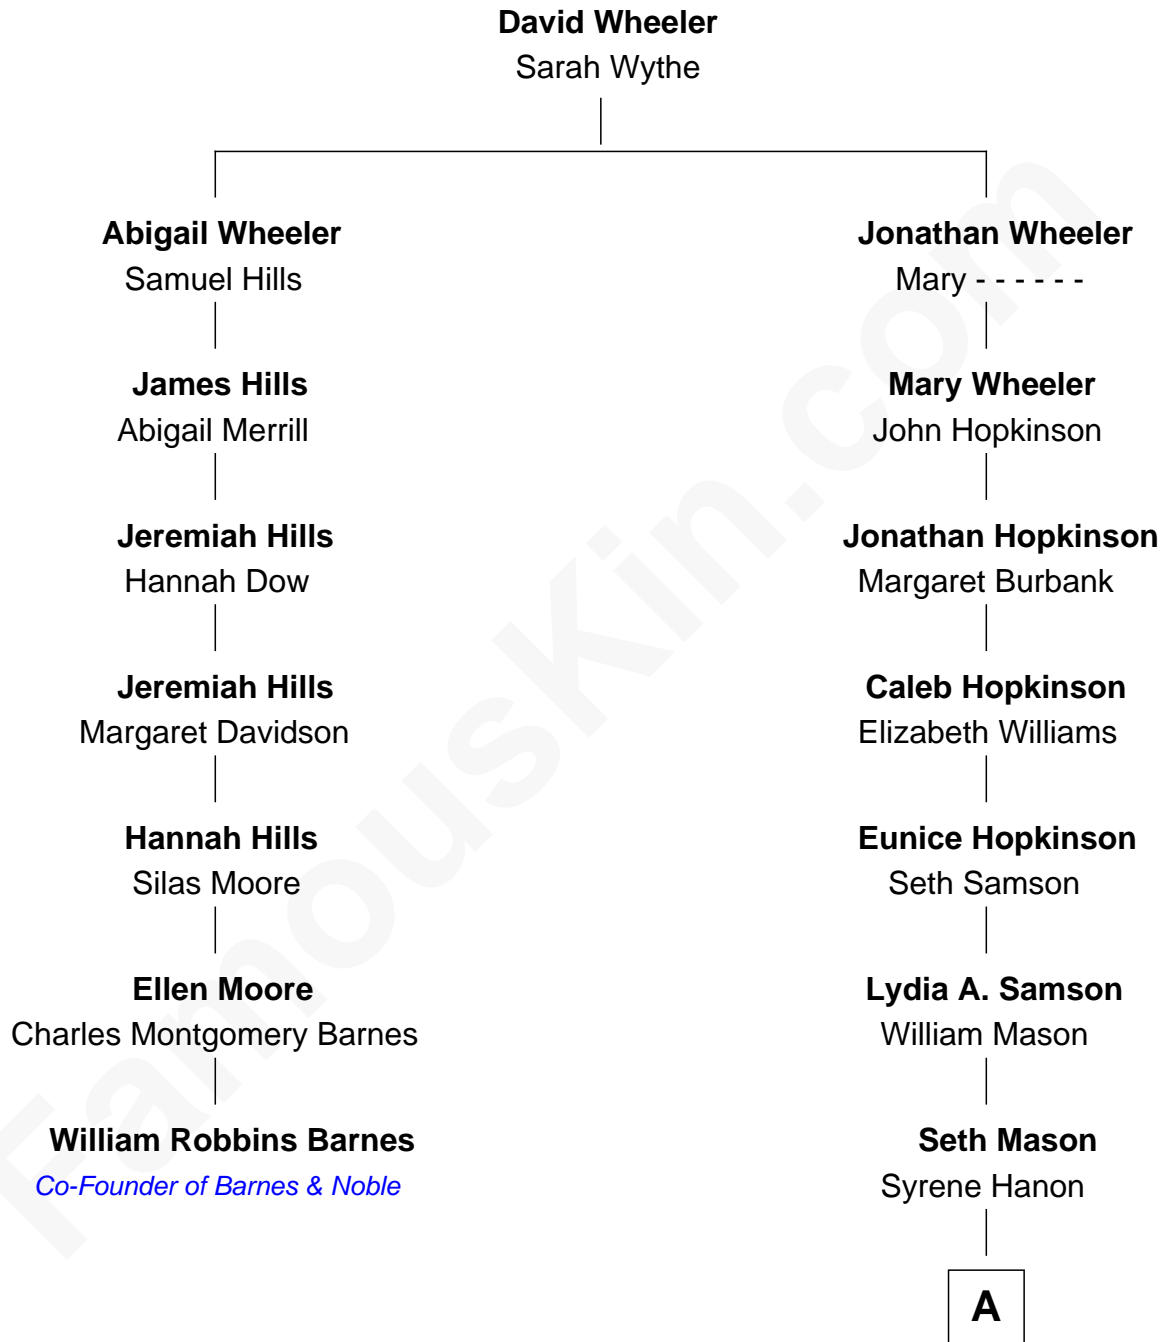 David Wheeler
Sarah Wythe
Abigail Wheeler
Samuel Hills
James Hills
Abigail Merrill
Jeremiah Hills
Hannah Dow
Jeremiah Hills
Margaret Davidson
Hannah Hills
Silas Moore
Ellen Moore
Charles Montgomery Barnes
William Robbins Barnes
Co-Founder of Barnes & Noble
Jonathan Wheeler
Mary - - - - - -
Mary Wheeler
John Hopkinson
Jonathan Hopkinson
Margaret Burbank
Caleb Hopkinson
Elizabeth Williams
Eunice Hopkinson
Seth Samson
Lydia A. Samson
William Mason
Seth Mason
Syrene Hanon
A
FamousKin.com